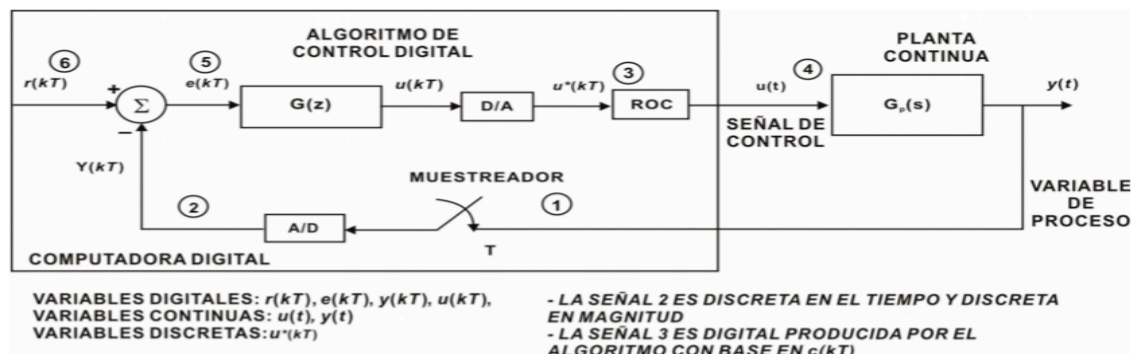 ALGORITMO DE
CONTROL DIGITAL
PLANTA
CONTINUA
6
r(kT)
+
Σ
−
5
e(kT)
G(z)
u(kT)
D/A
u*(kT)
3
ROC
u(t)
4
SEÑAL DE
CONTROL
Gp(s)
y(t)
Y(kT)
2
A/D
MUESTREADOR
T
1
VARIABLE
DE
PROCESO
COMPUTADORA DIGITAL
VARIABLES DIGITALES: r(kT), e(kT), y(kT), u(kT),
VARIABLES CONTINUAS: u(t), y(t)
VARIABLES DISCRETAS:u*(kT)
- LA SEÑAL 2 ES DISCRETA EN EL TIEMPO Y DISCRETA
EN MAGNITUD
- LA SEÑAL 3 ES DIGITAL PRODUCIDA POR EL
ALGORITMO CON BASE EN c(kT)